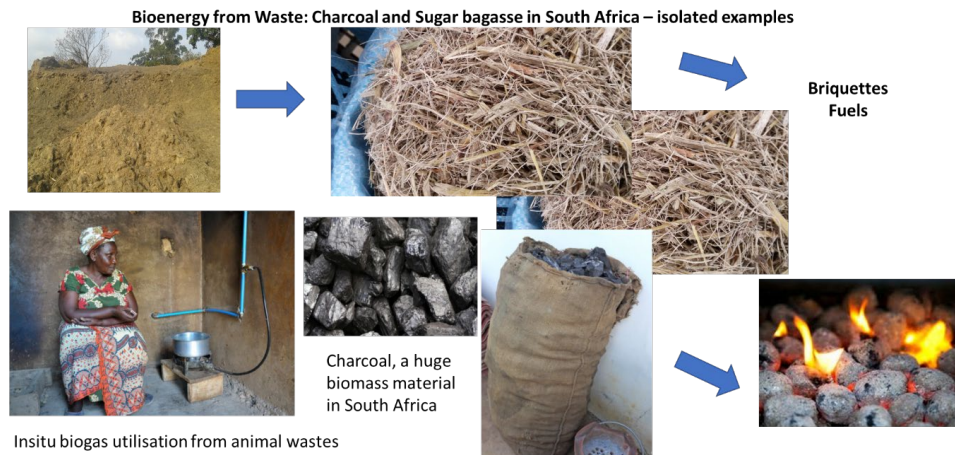 Bioenergy from Waste: Charcoal and Sugar bagasse in South Africa – isolated examples
Briquettes
Fuels
Charcoal, a huge
biomass material
in South Africa
Insitu biogas utilisation from animal wastes